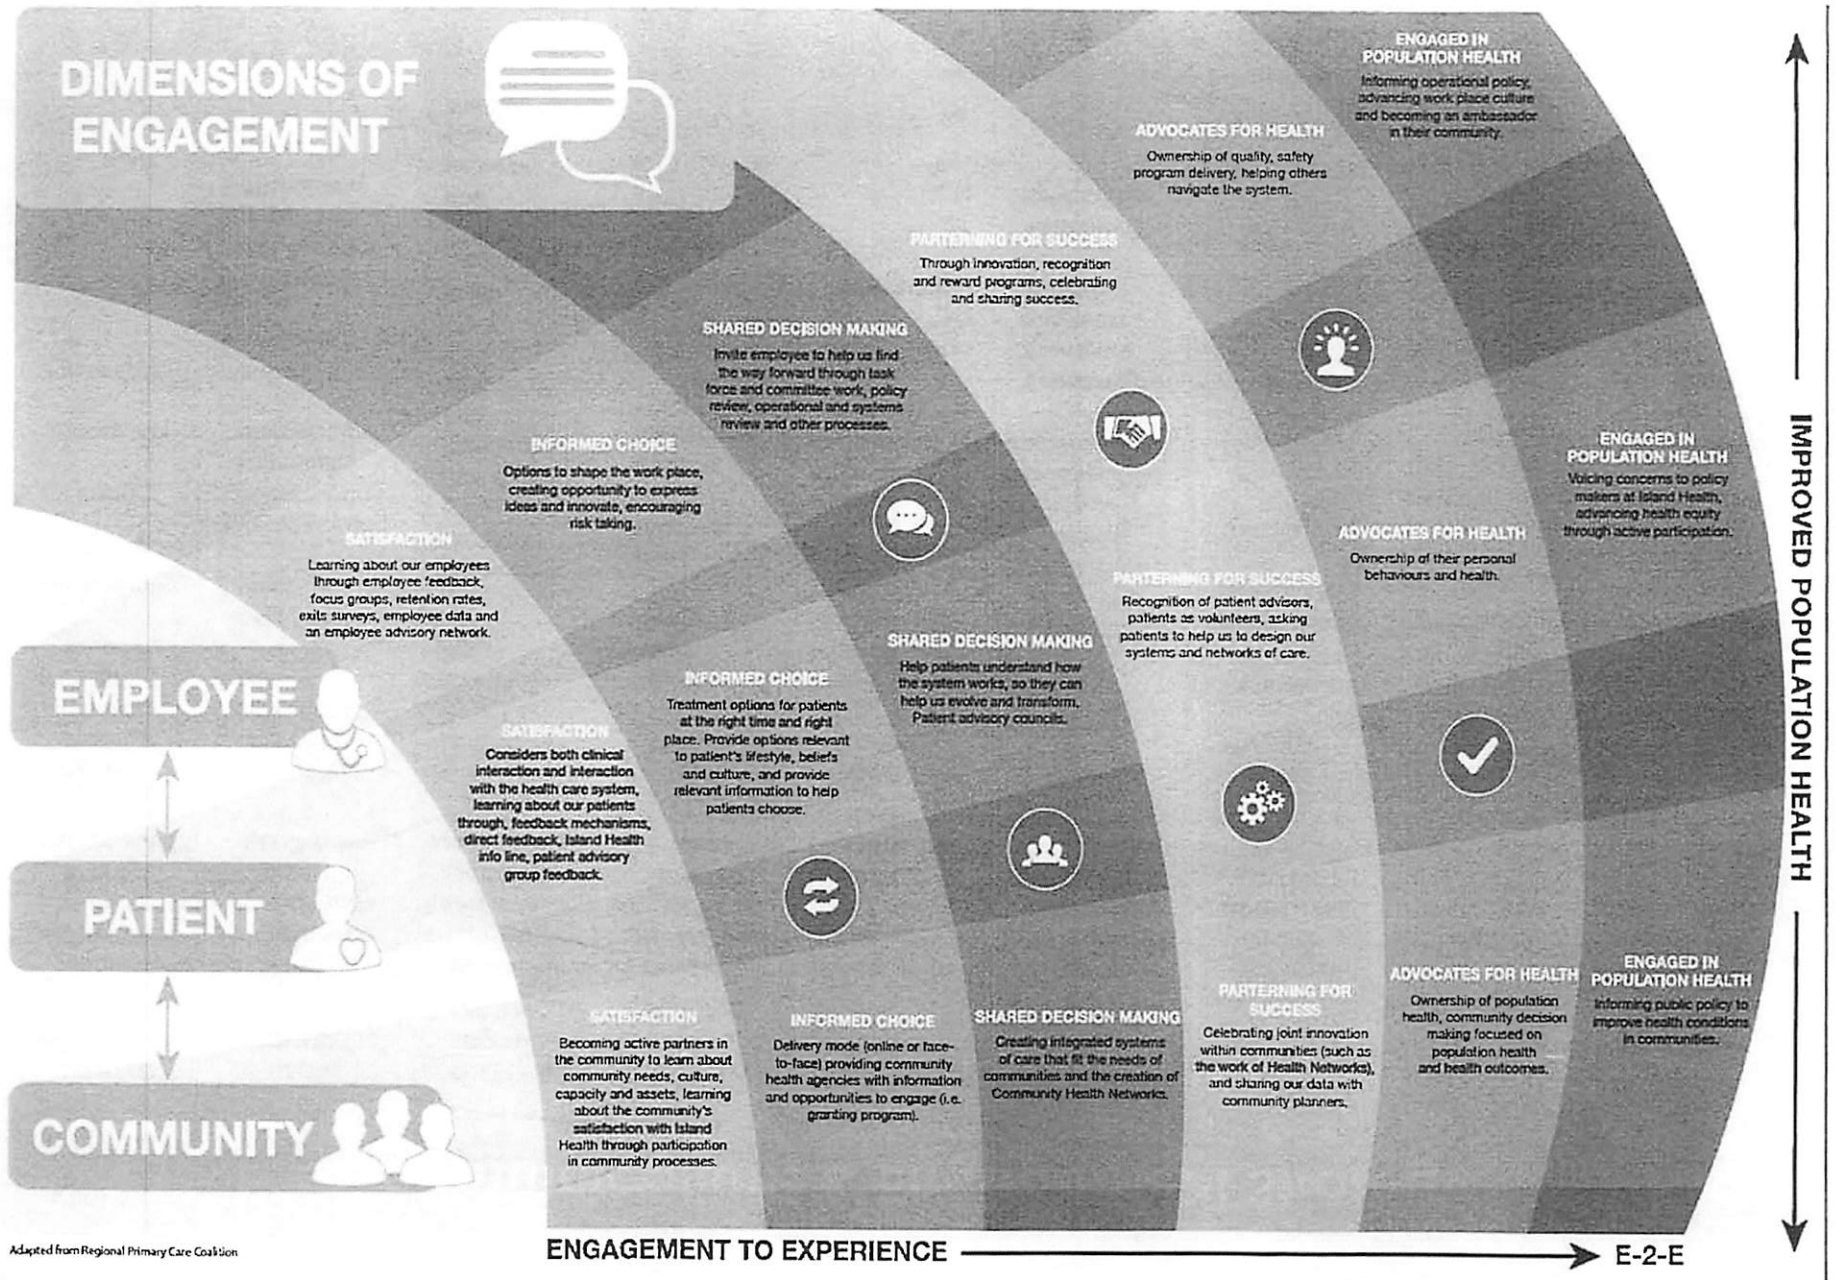 DIMENSIONS OF
ENGAGEMENT
EMPLOYEE
SATISFACTION
Learning about our employees
through employee feedback,
focus groups, retention rates,
exits surveys, employee data and
an employee advisory network.
INFORMED CHOICE
Options to shape the work place,
creating opportunity to express
ideas and innovate, encouraging
risk taking.
SHARED DECISION MAKING
Invite employee to help us find
the way forward through task
force and committee work, policy
review, operational and systems
review and other processes.
PARTERNING FOR SUCCESS
Through innovation, recognition
and reward programs, celebrating
and sharing success.
ADVOCATES FOR HEALTH
Ownership of quality, safety
program delivery, helping others
navigate the system.
ENGAGED IN
POPULATION HEALTH
Informing operational policy,
advancing work place culture
and becoming an ambassador
in their community.
PATIENT
SATISFACTION
Considers both clinical
interaction and interaction
with the health care system,
learning about our patients
through, feedback mechanisms,
direct feedback, Island Health
info line, patient advisory
group feedback.
INFORMED CHOICE
Treatment options for patients
at the right time and right
place. Provide options relevant
to patient's lifestyle, beliefs
and culture, and provide
relevant information to help
patients choose.
SHARED DECISION MAKING
Help patients understand how
the system works, so they can
help us evolve and transform.
Patient advisory councils.
PARTERNING FOR SUCCESS
Recognition of patient advisors,
patients as volunteers, asking
patients to help us to design our
systems and networks of care.
ADVOCATES FOR HEALTH
Ownership of their personal
behaviours and health.
ENGAGED IN
POPULATION HEALTH
Voicing concerns to policy
makers at Island Health,
advancing health equity
through active participation.
COMMUNITY
SATISFACTION
Becoming active partners in
the community to learn about
community needs, culture,
capacity and assets, learning
about the community's
satisfaction with Island
Health through participation
in community processes.
INFORMED CHOICE
Delivery mode (online or face-
to-face) providing community
health agencies with information
and opportunities to engage (i.e.
granting program).
SHARED DECISION MAKING
Creating integrated systems
of care that fit the needs of
communities and the creation of
Community Health Networks.
PARTERNING FOR
SUCCESS
Celebrating joint innovation
within communities (such as
the work of Health Networks),
and sharing our data with
community planners.
ADVOCATES FOR HEALTH
Ownership of population
health, community decision
making focused on
population health
and health outcomes.
ENGAGED IN
POPULATION HEALTH
Informing public policy to
improve health conditions
in communities.
IMPROVED POPULATION HEALTH
Adapted from Regional Primary Care Coalition
ENGAGEMENT TO EXPERIENCE
E-2-E